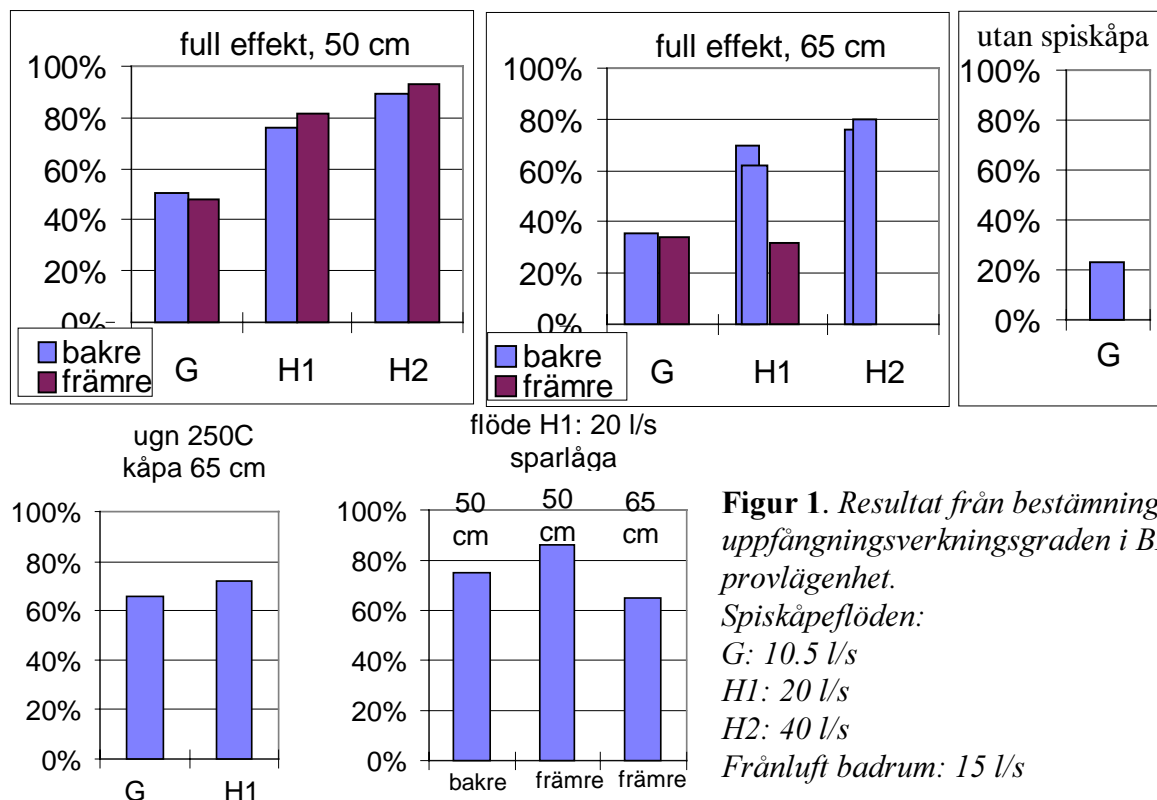 full effekt, 50 cm
100%
80%
60%
40%
20%
0%
bakre
främre
G H1 H2
full effekt, 65 cm
100%
80%
60%
40%
20%
0%
bakre
främre
G H1 H2
utan spiskåpa
100%
80%
60%
40%
20%
0%
G
ugn 250C
kåpa 65 cm
100%
80%
60%
40%
20%
0%
G H1
flöde H1: 20 l/s
sparlåga
50 50 65
cm cm cm
100%
80%
60%
40%
20%
0%
bakre främre främre
Figur 1. Resultat från bestämning
uppfångningsverkningsgraden i
provlägenhet.
Spiskåpeflöden:
G: 10.5 l/s
H1: 20 l/s
H2: 40 l/s
Frånluft badrum: 15 l/s